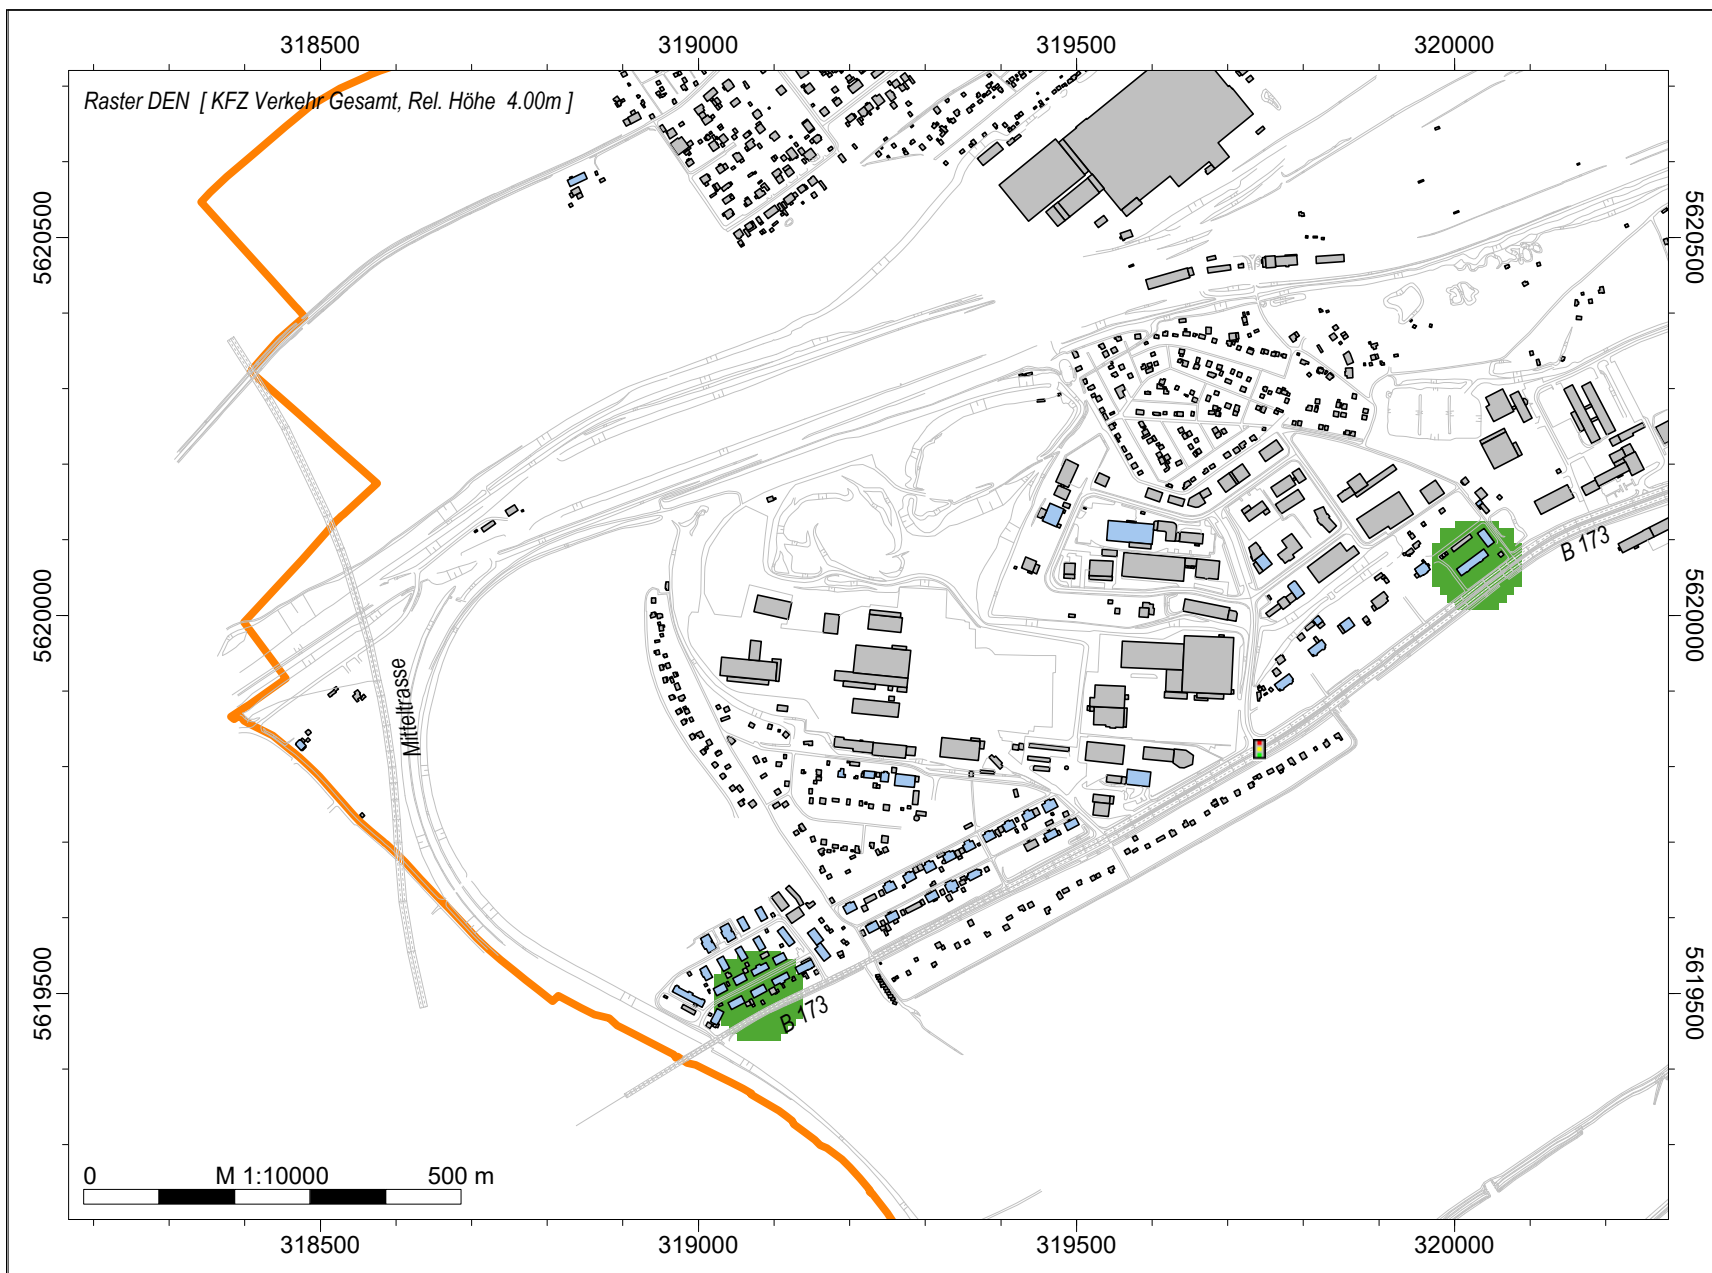 318500 319000 319500 320000
Raster DEN [ KFZ Verkehr Gesamt, Rel. Höhe 4.00m ]
5620500
5620500
B 173
5620000
5620000
Mitteltrasse
5619500
5619500
B 173
0 M 1:10000 500 m
318500 319000 319500 320000